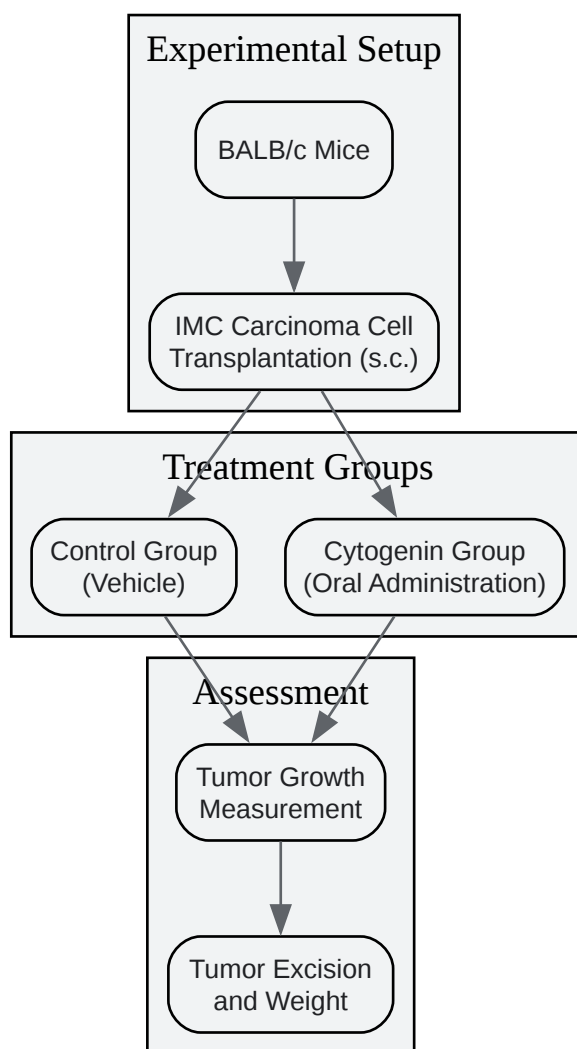 Experimental Setup
BALB/c Mice
IMC Carcinoma Cell
Transplantation (s.c.)
Treatment Groups
Control Group
(Vehicle)
Cytogenin Group
(Oral Administration)
Assessment
Tumor Growth
Measurement
Tumor Excision
and Weight